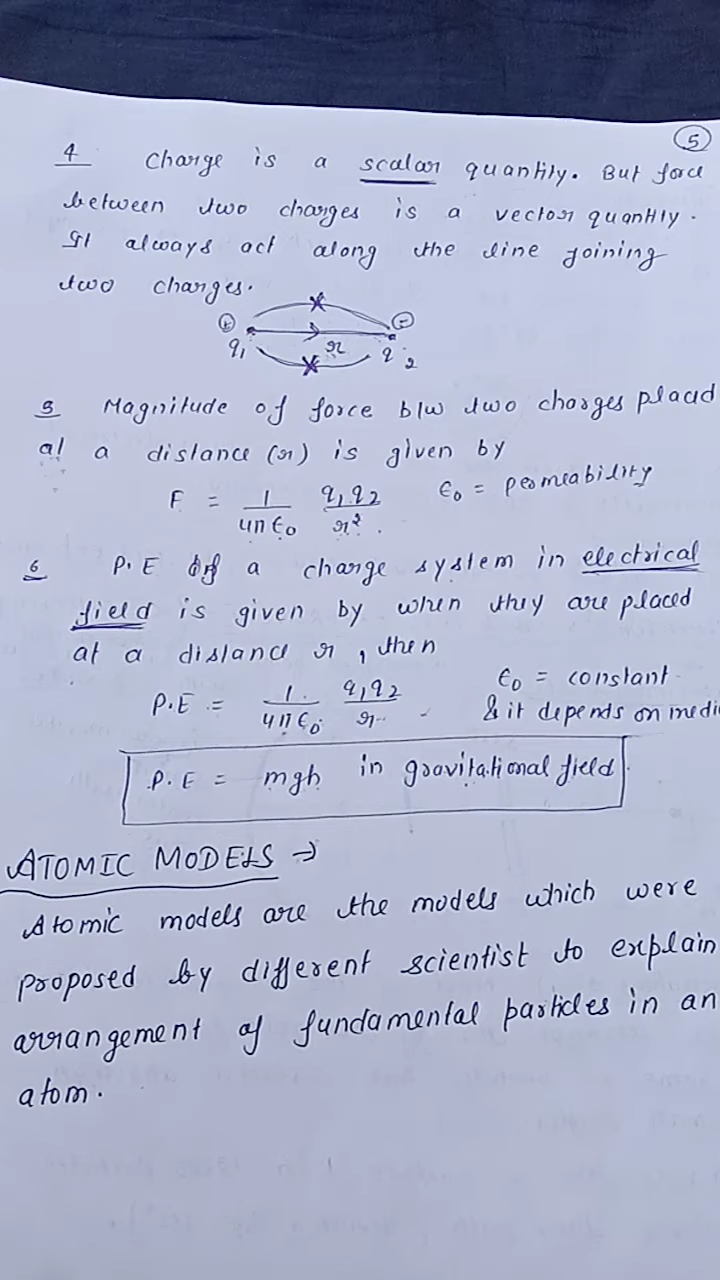 5
4 Charge is a scalar quantity. But force
between two charges is a vector quantity.
It always act along the line joining
two charges.
+ -
q₁ r q₂
5 Magnitude of force b/w two charges placed
at a distance (r) is given by
F = 1/4πϵ₀ q₁q₂/r². ϵ₀ = permeability
6 P.E of a charge system in electrical
field is given by when they are placed
at a distance r, then
P.E = 1/4πϵ₀ q₁q₂/r ϵ₀ = constant
& it depends on medi
P.E = mgh in gravitational field.
ATOMIC MODELS →
Atomic models are the models which were
proposed by different scientist to explain
arrangement of fundamental particles in an
atom.